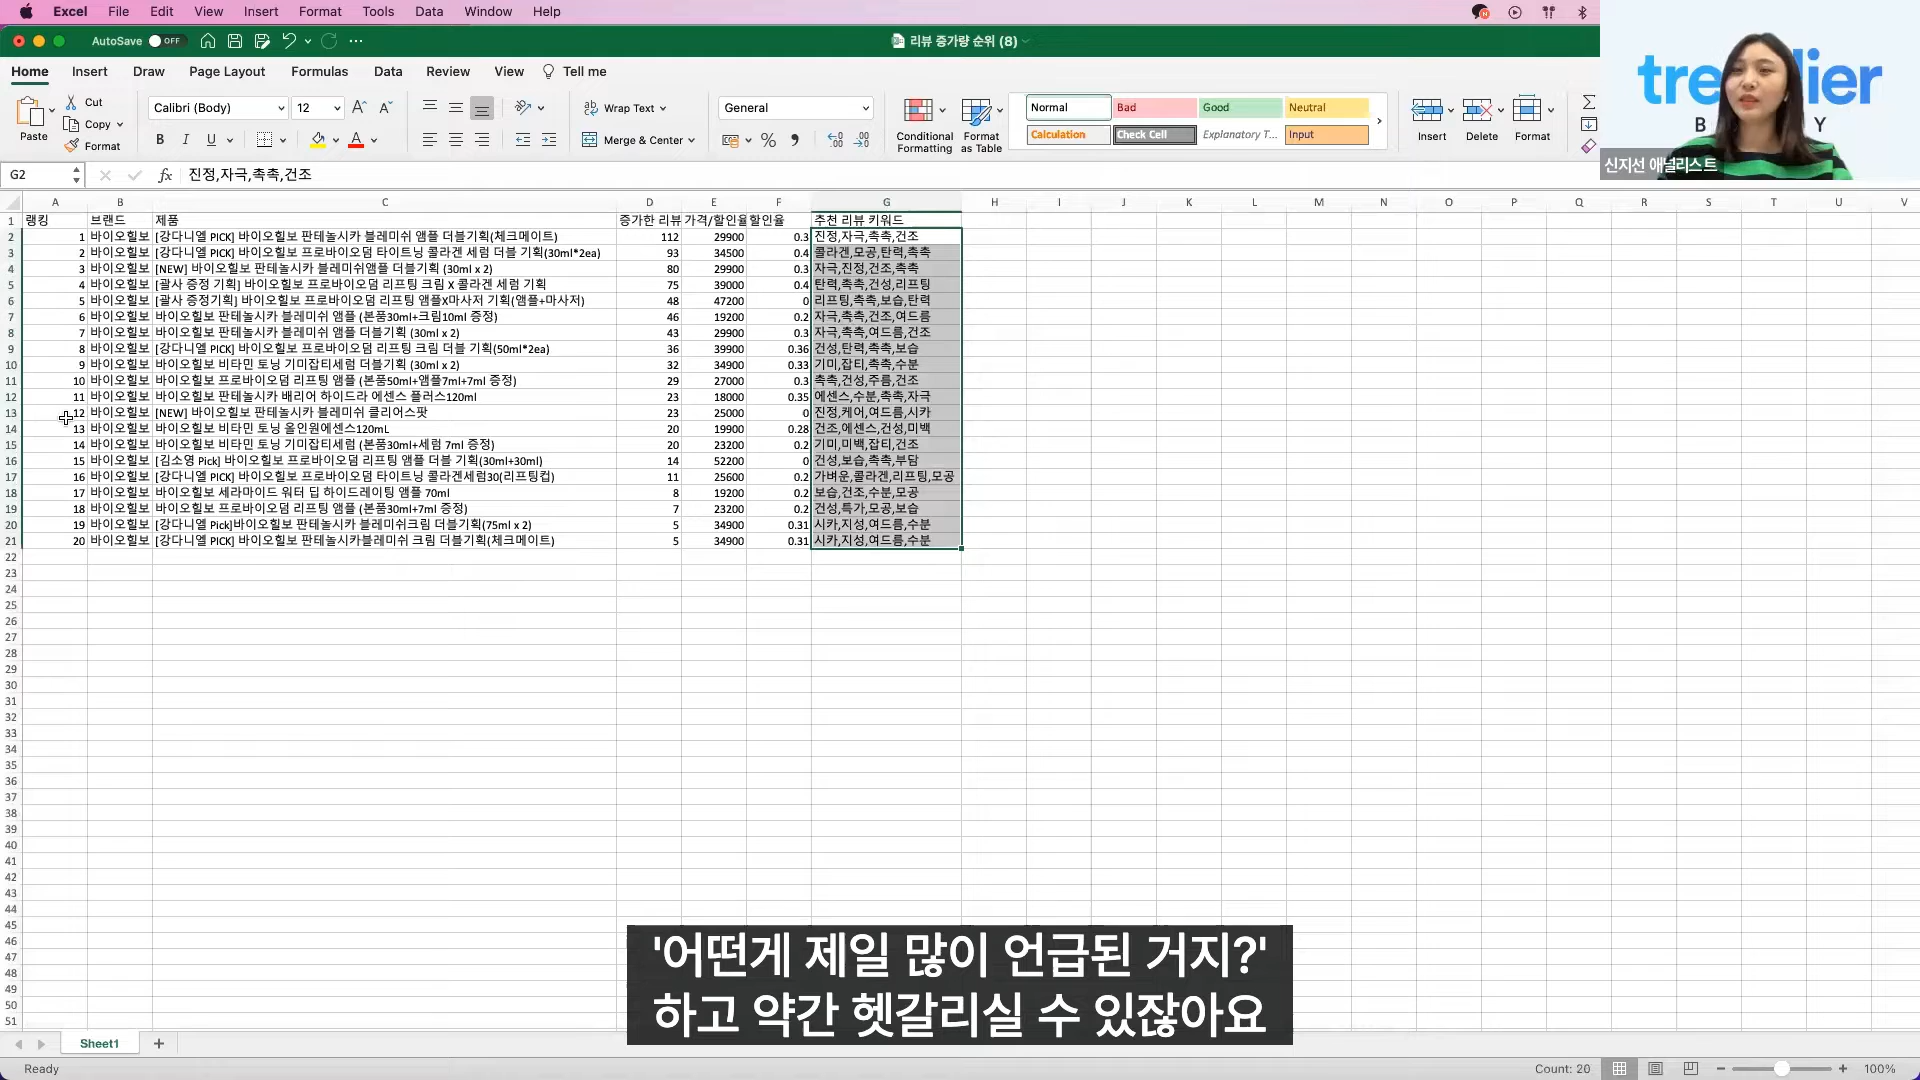 Excel File Edit View Insert Format Tools Data Window Help
AutoSave OFF
리뷰 증가량 순위 (8)
Home Insert Draw Page Layout Formulas Data Review View Tell me
Paste
Cut
Copy
Format
Calibri (Body) 12
B I U
Wrap Text
Merge & Center
General
Conditional Formatting
Format as Table
Normal Bad Good Neutral
Calculation Check Cell Explanatory T... Input
Insert Delete Format
trendier
B Y
신지선 애널리스트
G2 fx 진정,자극,촉촉,건조
A B C D E F G H I J K L M N O P Q R S T U V
1 랭킹 브랜드 제품 증가한 리뷰 가격/할인율 할인율 추천 리뷰 키워드
2 1 바이오힐보 [강다니엘 PICK] 바이오힐보 판테놀시카 블레미쉬 앰플 더블기획(체크메이트) 112 29900 0.3 진정,자극,촉촉,건조
3 2 바이오힐보 [강다니엘 PICK] 바이오힐보 프로바이오덤 타이트닝 콜라겐 세럼 더블 기획(30ml*2ea) 93 34500 0.4 콜라겐,모공,탄력,촉촉
4 3 바이오힐보 [NEW] 바이오힐보 판테놀시카 블레미쉬앰플 더블기획 (30ml x 2) 80 29900 0.3 자극,진정,건조,촉촉
5 4 바이오힐보 [괄사 증정 기획] 바이오힐보 프로바이오덤 리프팅 크림 x 콜라겐 세럼 기획 75 39000 0.4 탄력,촉촉,건성,리프팅
6 5 바이오힐보 [괄사 증정기획] 바이오힐보 프로바이오덤 리프팅 앰플X마사저 기획(앰플+마사저) 48 47200 0 리프팅,촉촉,보습,탄력
7 6 바이오힐보 바이오힐보 판테놀시카 블레미쉬 앰플 (본품30ml+크림10ml 증정) 46 19200 0.2 자극,촉촉,건조,여드름
8 7 바이오힐보 바이오힐보 판테놀시카 블레미쉬 앰플 더블기획 (30ml x 2) 43 29900 0.3 자극,촉촉,여드름,건조
9 8 바이오힐보 [강다니엘 PICK] 바이오힐보 프로바이오덤 리프팅 크림 더블 기획(50ml*2ea) 36 39900 0.36 건성,탄력,촉촉,보습
10 9 바이오힐보 바이오힐보 비타민 토닝 기미잡티세럼 더블기획 (30ml x 2) 32 34900 0.33 기미,잡티,촉촉,수분
11 10 바이오힐보 바이오힐보 프로바이오덤 리프팅 앰플 (본품50ml+앰플7ml+7ml 증정) 29 27000 0.3 촉촉,건성,주름,건조
12 11 바이오힐보 바이오힐보 판테놀시카 배리어 하이드라 에센스 플러스120ml 23 18000 0.35 에센스,수분,촉촉,자극
13 12 바이오힐보 [NEW] 바이오힐보 판테놀시카 블레미쉬 클리어스팟 23 25000 0 진정,케어,여드름,시카
14 13 바이오힐보 바이오힐보 비타민 토닝 올인원에센스120mL 20 19900 0.28 건조,에센스,건성,미백
15 14 바이오힐보 바이오힐보 비타민 토닝 기미잡티세럼 (본품30ml+세럼 7ml 증정) 20 23200 0.2 기미,미백,잡티,건조
16 15 바이오힐보 [김소영 Pick] 바이오힐보 프로바이오덤 리프팅 앰플 더블 기획(30ml+30ml) 14 52200 0 건성,보습,촉촉,부담
17 16 바이오힐보 [강다니엘 PICK] 바이오힐보 프로바이오덤 타이트닝 콜라겐세럼30(리프팅컵) 11 25600 0.2 가벼운,콜라겐,리프팅,모공
18 17 바이오힐보 바이오힐보 세라마이드 워터 딥 하이드레이팅 앰플 70ml 8 19200 0.2 보습,건조,수분,모공
19 18 바이오힐보 바이오힐보 프로바이오덤 리프팅 앰플 (본품30ml+7ml 증정) 7 23200 0.2 건성,특가,모공,보습
20 19 바이오힐보 [강다니엘 Pick]바이오힐보 판테놀시카 블레미쉬크림 더블기획(75ml x 2) 5 34900 0.31 시카,지성,여드름,수분
21 20 바이오힐보 [강다니엘 PICK] 바이오힐보 판테놀시카블레미쉬 크림 더블기획(체크메이트) 5 34900 0.31 시카,지성,여드름,수분
22
23
24
25
26
27
28
29
30
31
32
33
34
35
36
37
38
39
40
41
42
43
44
45
46
47
48
49
50
51
'어떤게 제일 많이 언급된 거지?'
하고 약간 헷갈리실 수 있잖아요
Sheet1 +
Ready Count: 20 100%